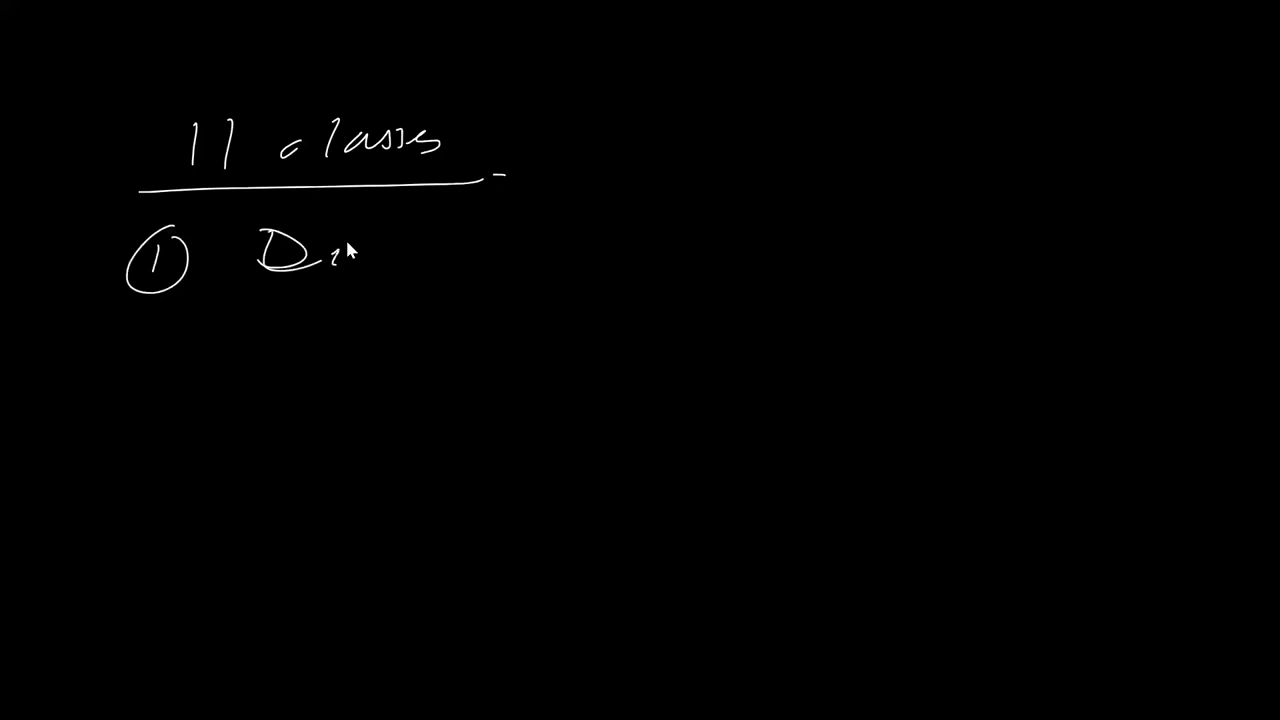 11 classes
① D